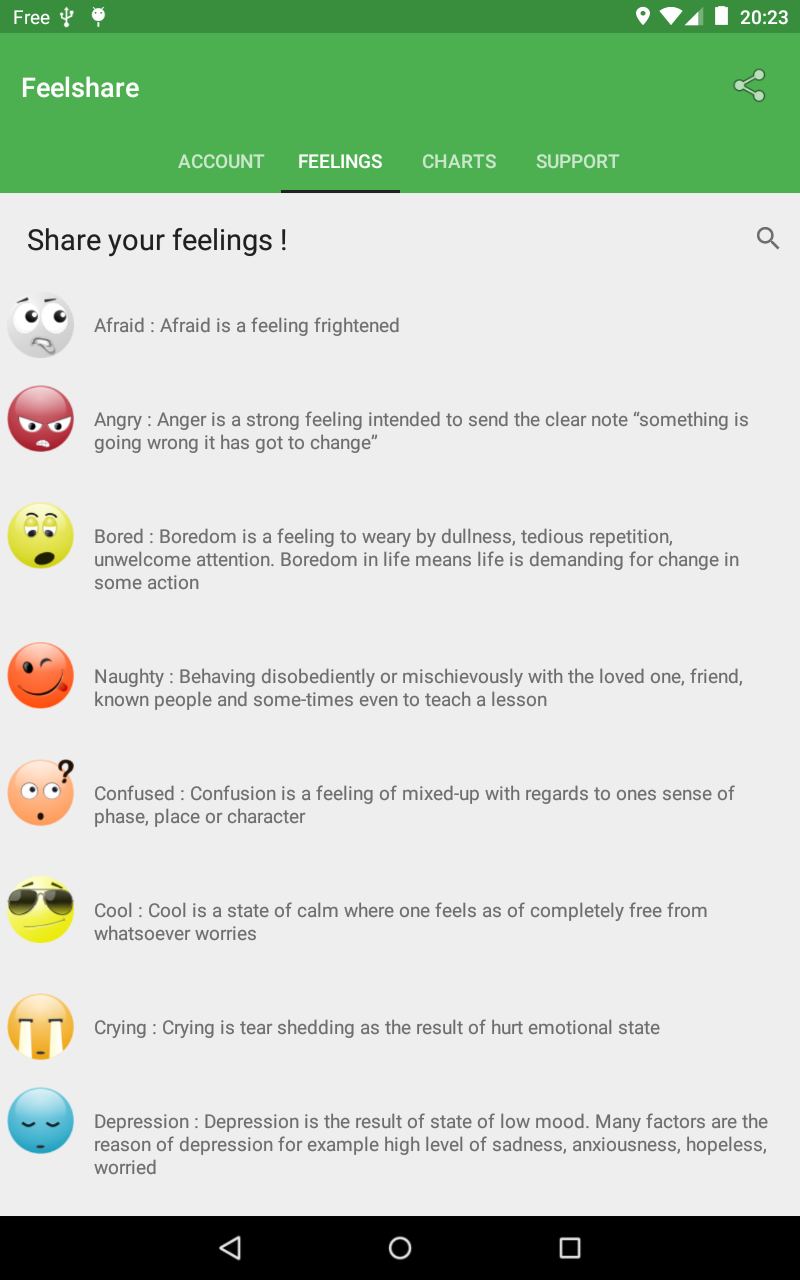 Free 20:23
Feelshare
ACCOUNT FEELINGS CHARTS SUPPORT
Share your feelings !
Afraid : Afraid is a feeling frightened
Angry : Anger is a strong feeling intended to send the clear note “something is
going wrong it has got to change”
Bored : Boredom is a feeling to weary by dullness, tedious repetition,
unwelcome attention. Boredom in life means life is demanding for change in
some action
Naughty : Behaving disobediently or mischievously with the loved one, friend,
known people and some-times even to teach a lesson
?
Confused : Confusion is a feeling of mixed-up with regards to ones sense of
phase, place or character
Cool : Cool is a state of calm where one feels as of completely free from
whatsoever worries
Crying : Crying is tear shedding as the result of hurt emotional state
Depression : Depression is the result of state of low mood. Many factors are the
reason of depression for example high level of sadness, anxiousness, hopeless,
worried